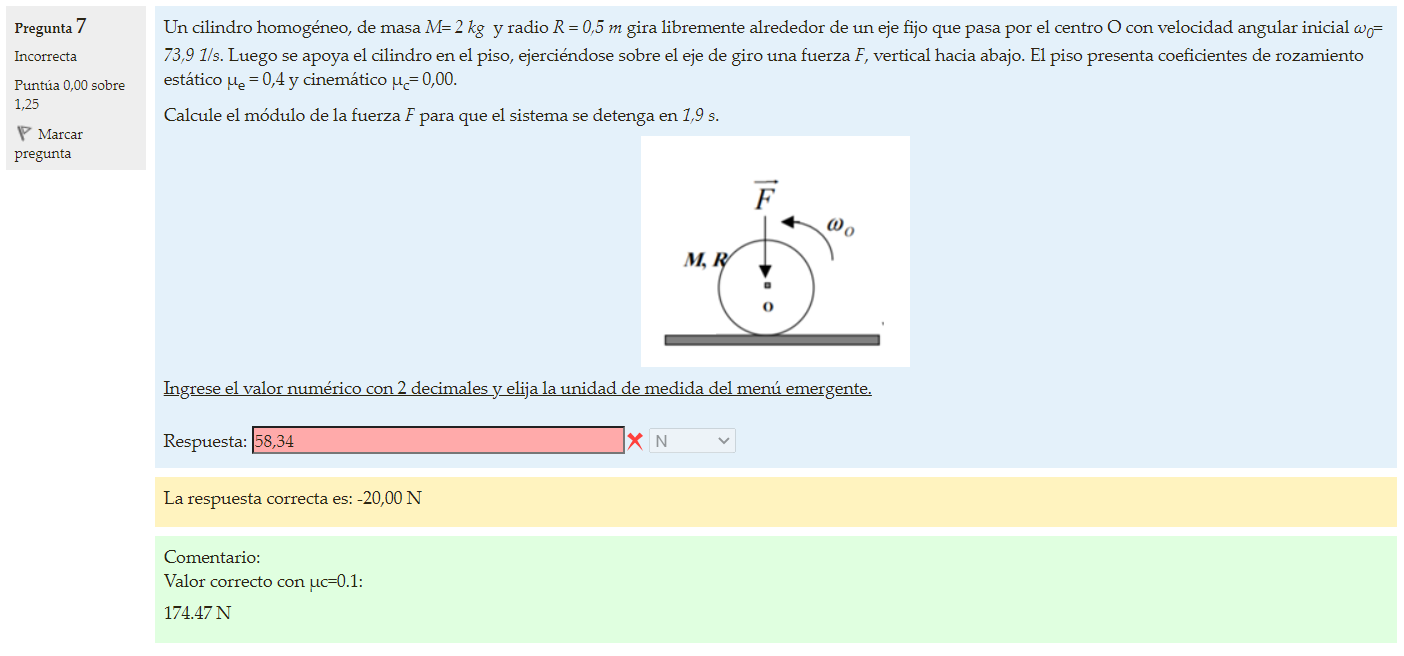 Pregunta 7
Incorrecta
Puntúa 0,00 sobre
1,25
Marcar
pregunta
Un cilindro homogéneo, de masa M= 2 kg y radio R = 0,5 m gira libremente alrededor de un eje fijo que pasa por el centro O con velocidad angular inicial ω0=
73,9 1/s. Luego se apoya el cilindro en el piso, ejerciéndose sobre el eje de giro una fuerza F, vertical hacia abajo. El piso presenta coeficientes de rozamiento
estático μe = 0,4 y cinemático μc= 0,00.
Calcule el módulo de la fuerza F para que el sistema se detenga en 1,9 s.
F
ωO
M, R
O
Ingrese el valor numérico con 2 decimales y elija la unidad de medida del menú emergente.
Respuesta: 58,34 N
La respuesta correcta es: -20,00 N
Comentario:
Valor correcto con μc=0.1:
174.47 N